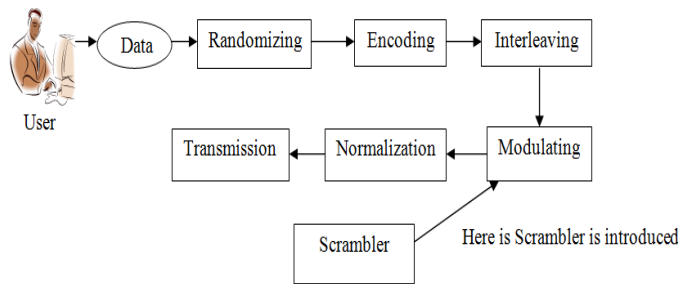 User
Data
Randomizing
Encoding
Interleaving
Modulating
Normalization
Transmission
Scrambler
Here is Scrambler is introduced